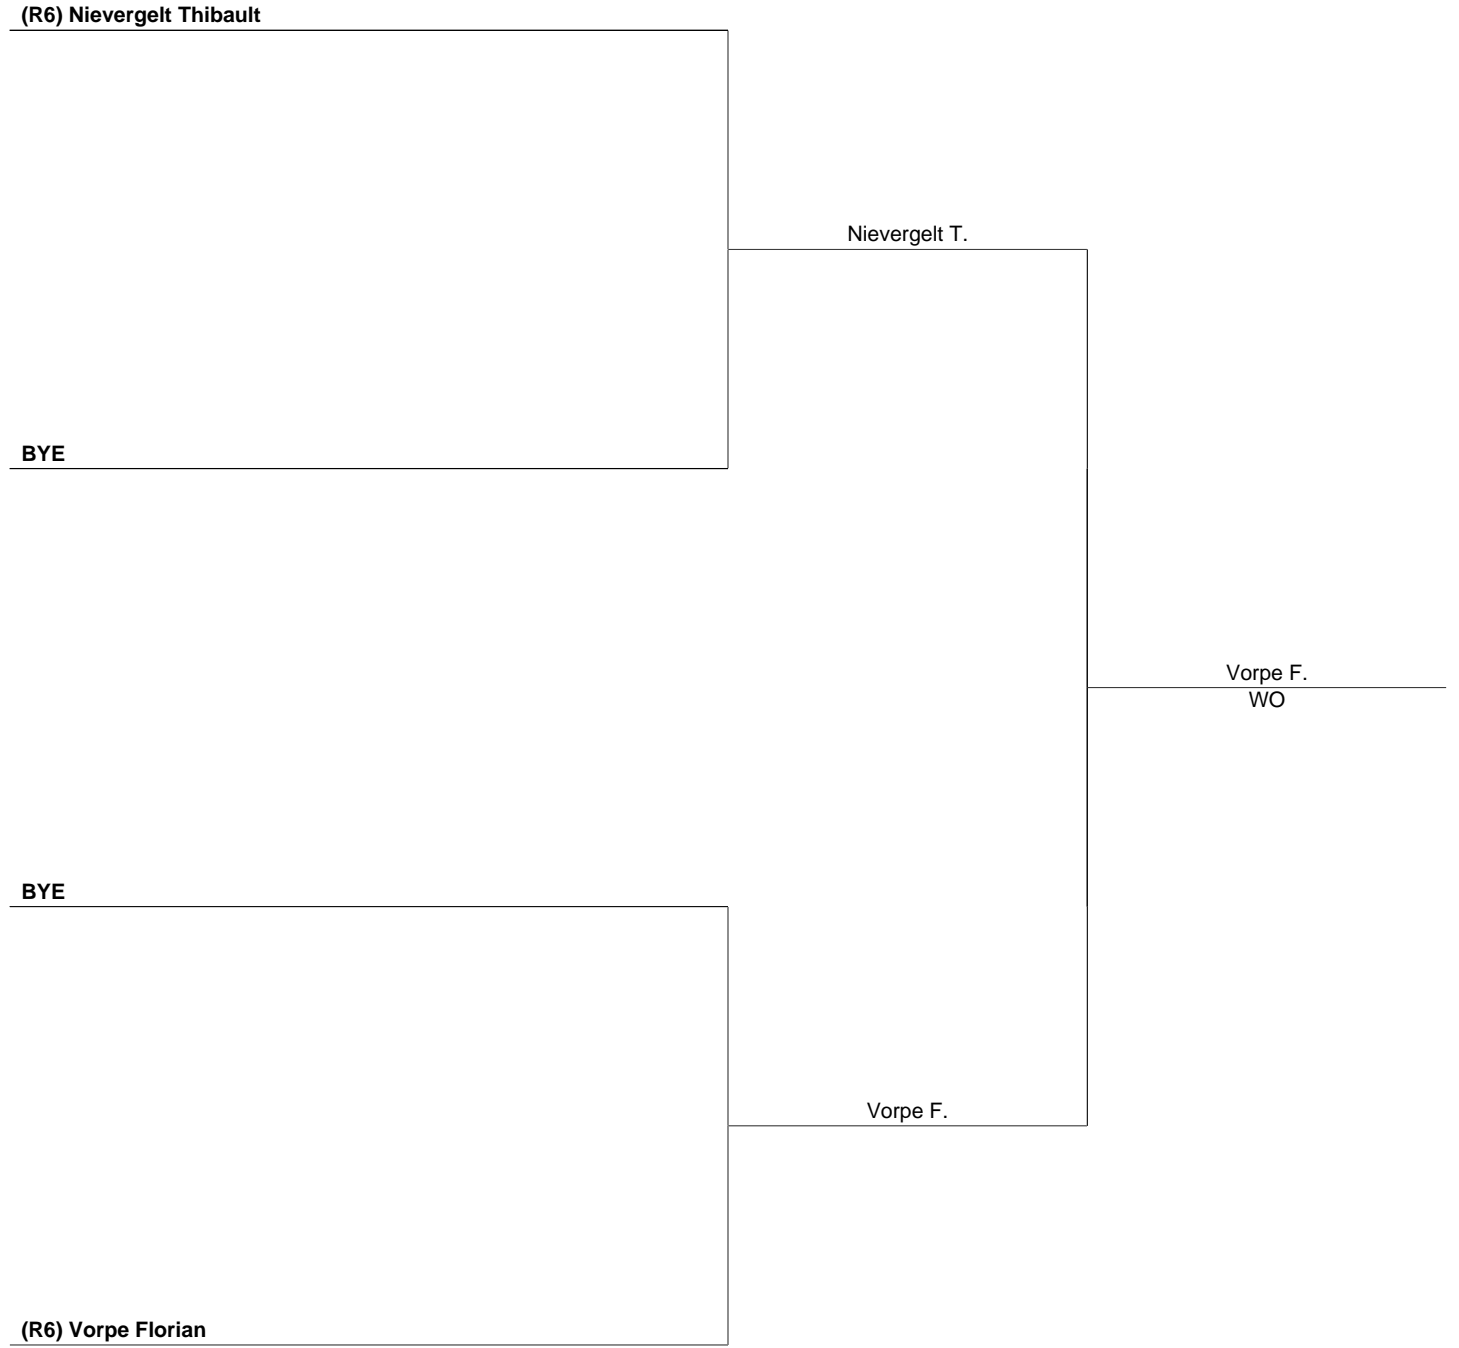 (R6) Nievergelt Thibault
Nievergelt T.
BYE
Vorpe F.
WO
BYE
Vorpe F.
(R6) Vorpe Florian